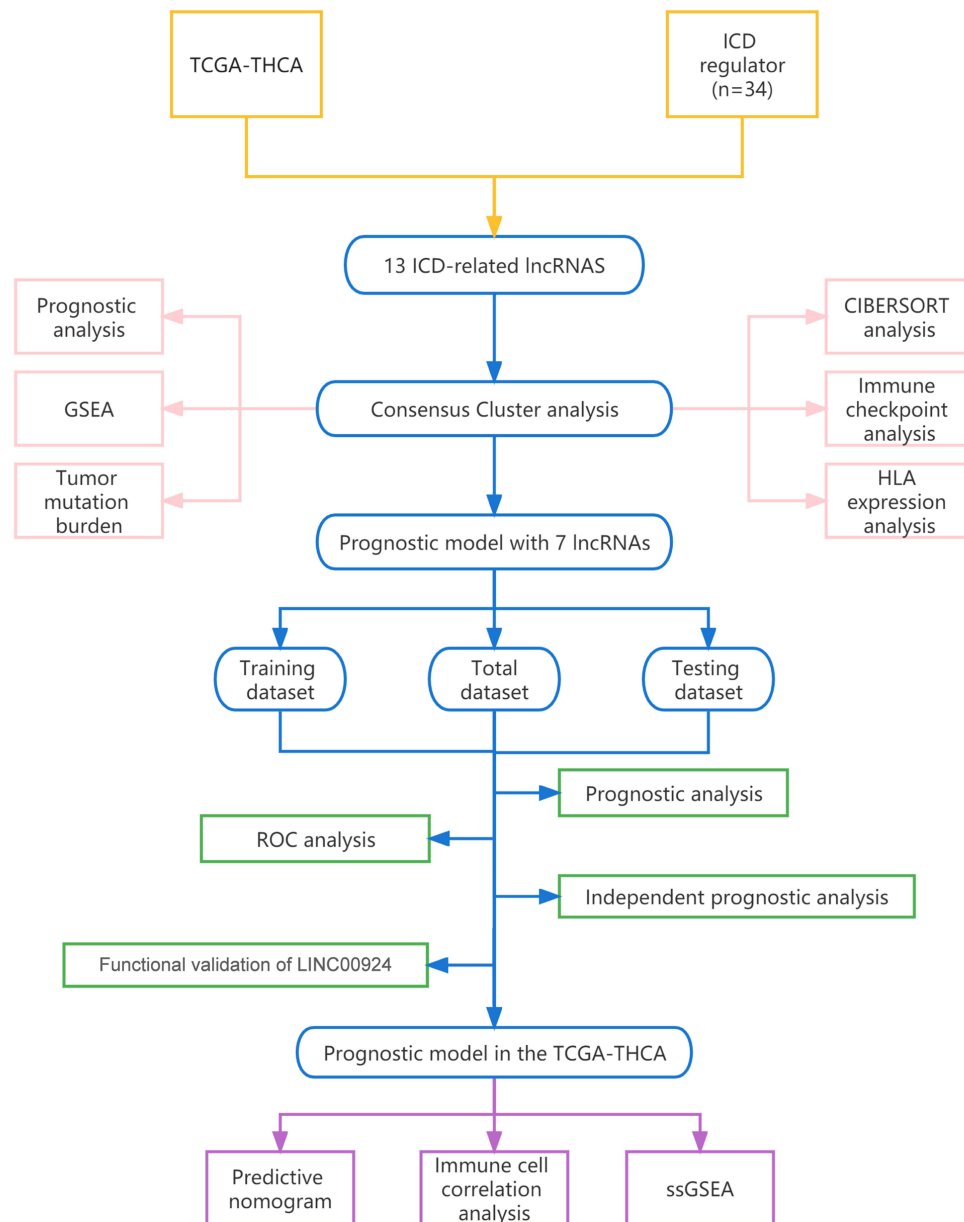 TCGA-THCA
ICD
regulator
(n=34)
13 ICD-related lncRNAS
Prognostic
analysis
CIBERSORT
analysis
GSEA
Consensus Cluster analysis
Immune
checkpoint
analysis
Tumor
mutation
burden
HLA
expression
analysis
Prognostic model with 7 lncRNAs
Training
dataset
Total
dataset
Testing
dataset
Prognostic analysis
ROC analysis
Independent prognostic analysis
Functional validation of LINC00924
Prognostic model in the TCGA-THCA
Predictive
nomogram
Immune cell
correlation
analysis
ssGSEA